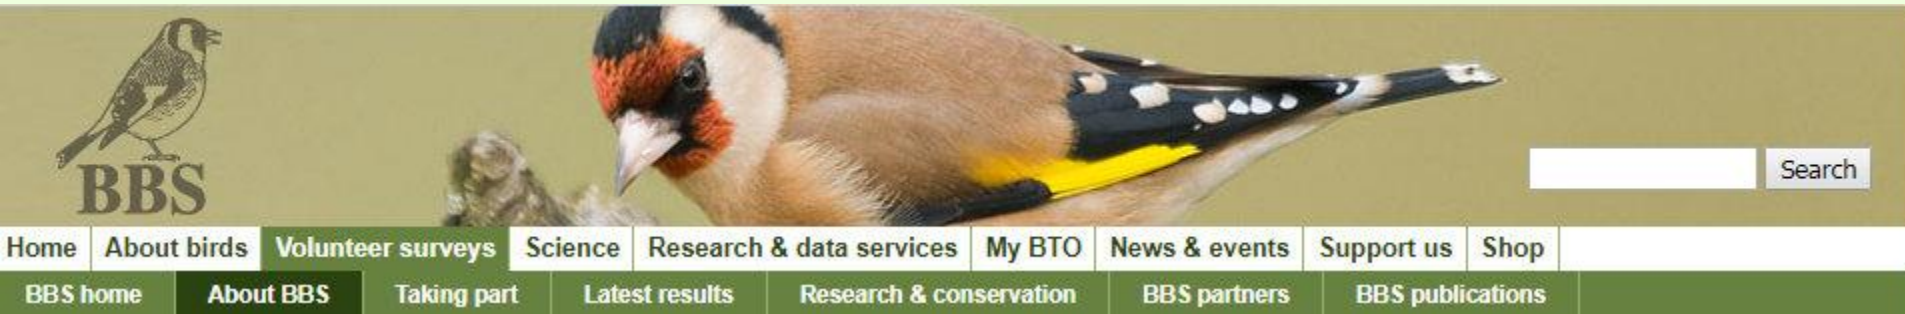 BBS
Search
Home About birds Volunteer surveys Science Research & data services My BTO News & events Support us Shop
BBS home About BBS Taking part Latest results Research & conservation BBS partners BBS publications